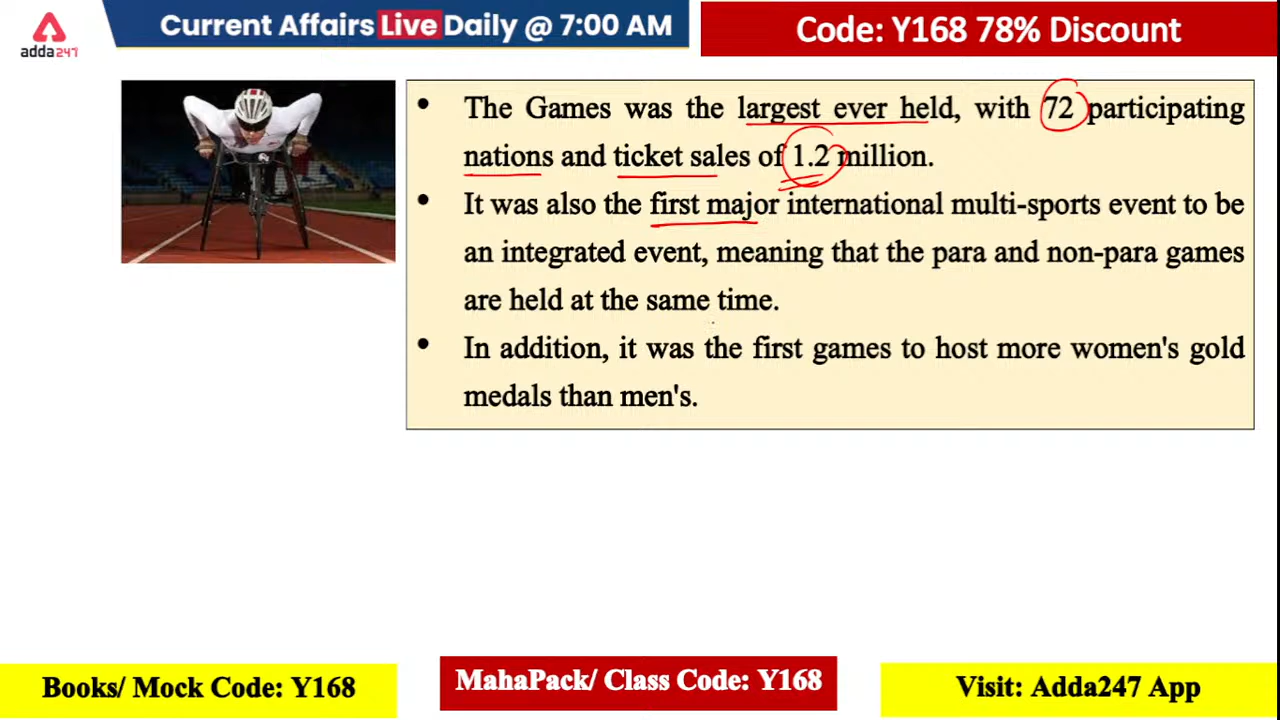 adda247
Current Affairs Live Daily @ 7:00 AM
Code: Y168 78% Discount
• The Games was the largest ever held, with 72 participating
nations and ticket sales of 1.2 million.
• It was also the first major international multi-sports event to be
an integrated event, meaning that the para and non-para games
are held at the same time.
• In addition, it was the first games to host more women's gold
medals than men's.
Books/ Mock Code: Y168
MahaPack/ Class Code: Y168
Visit: Adda247 App